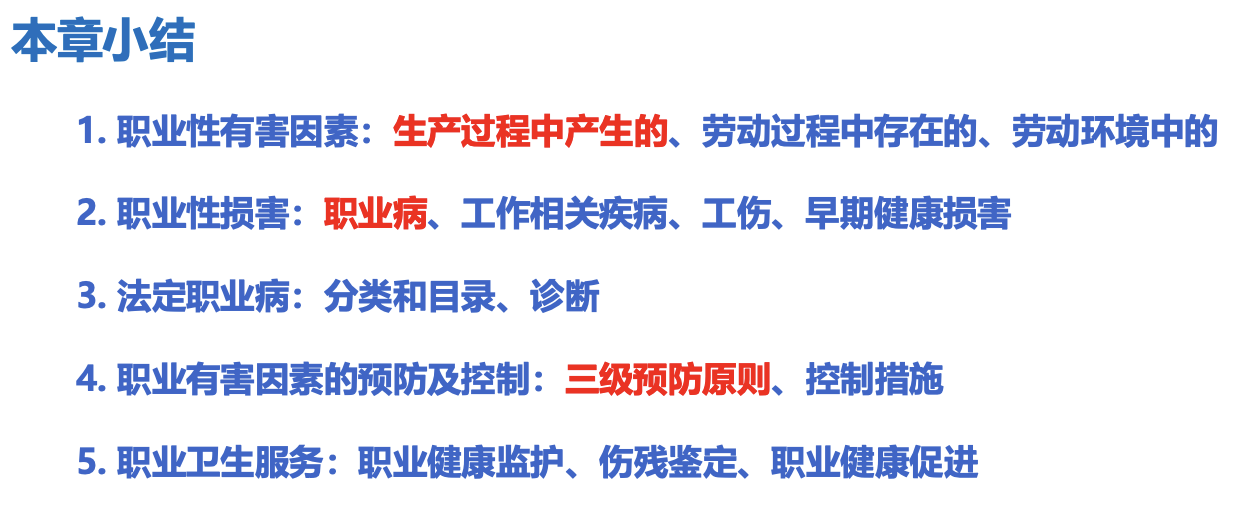 本章小结
1. 职业性有害因素：生产过程中产生的、劳动过程中存在的、劳动环境中的
2. 职业性损害：职业病、工作相关疾病、工伤、早期健康损害
3. 法定职业病：分类和目录、诊断
4. 职业有害因素的预防及控制：三级预防原则、控制措施
5. 职业卫生服务：职业健康监护、伤残鉴定、职业健康促进